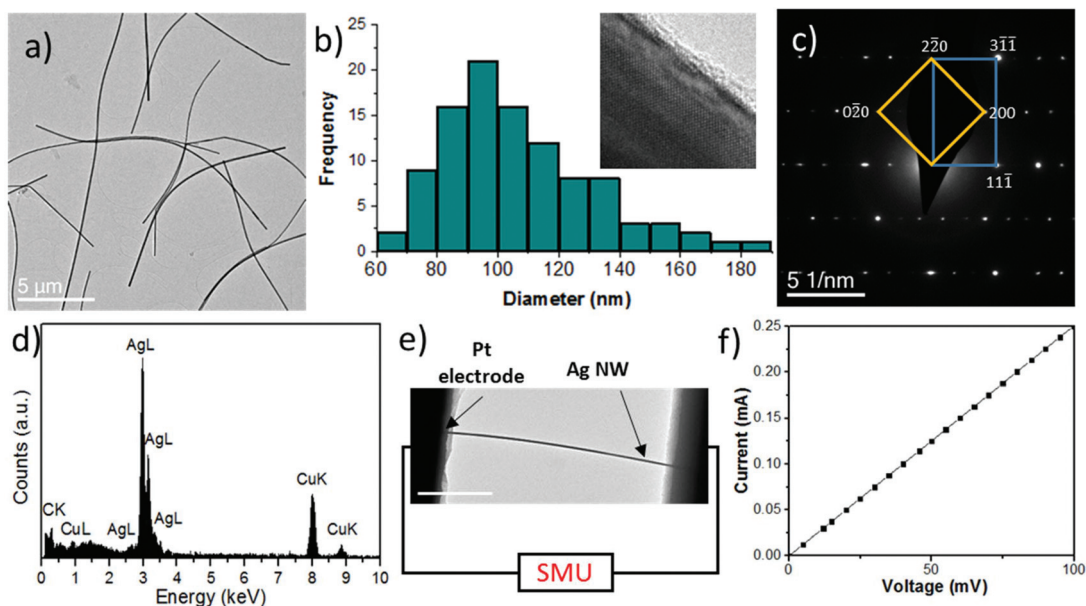 a)
5 µm
b)
Frequency
25
20
15
10
5
0
60 80 100 120 140 160 180
Diameter (nm)
c)
22̅0 31̅1̅
02̅0 200
111̅
5 1/nm
d)
Counts (a.u.)
AgL
AgL
CK
CuL
AgL
AgL
CuK
CuK
0 1 2 3 4 5 6 7 8 9 10
Energy (keV)
e)
Pt
electrode
Ag NW
SMU
f)
Current (mA)
0.25
0.20
0.15
0.10
0.05
0.00
0 50 100
Voltage (mV)